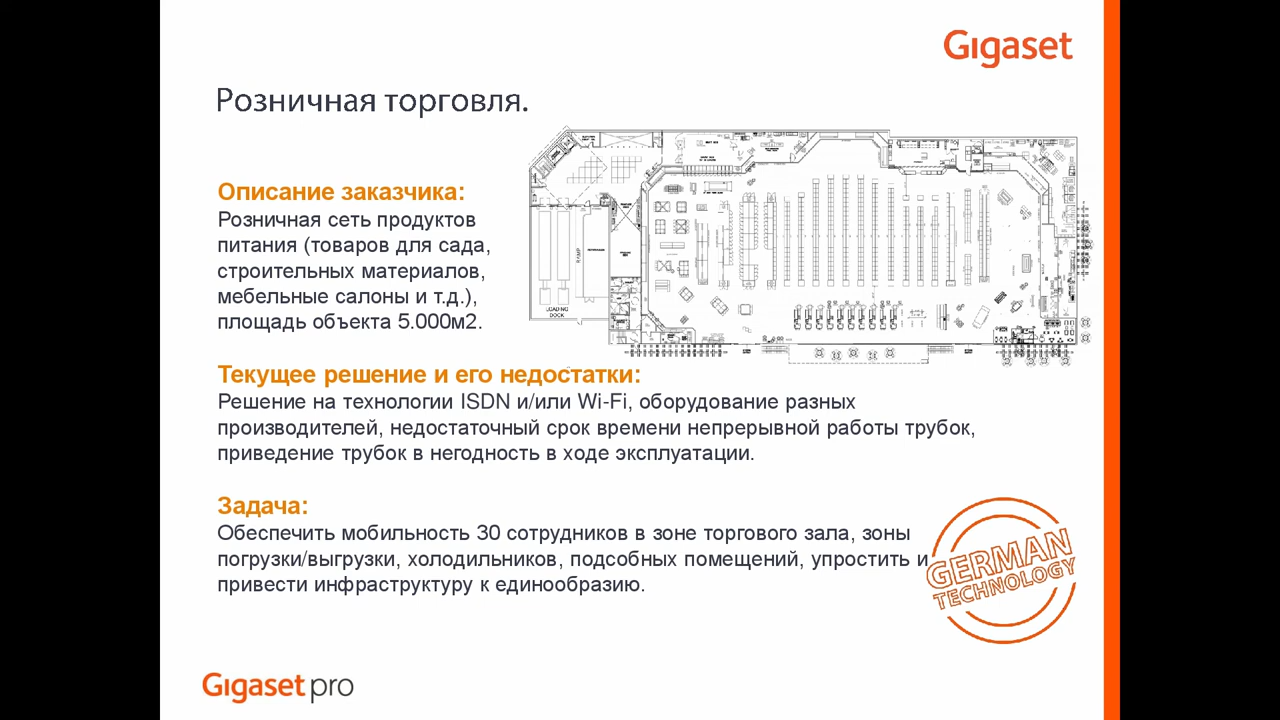 Gigaset
Розничная торговля.
Описание заказчика:
Розничная сеть продуктов
питания (товаров для сада,
строительных материалов,
мебельные салоны и т.д.),
площадь объекта 5.000м2.
RAMP
LOADING
DOCK
Текущее решение и его недостатки:
Решение на технологии ISDN и/или Wi-Fi, оборудование разных
производителей, недостаточный срок времени непрерывной работы трубок,
приведение трубок в негодность в ходе эксплуатации.
Задача:
Обеспечить мобильность 30 сотрудников в зоне торгового зала, зоны
погрузки/выгрузки, холодильников, подсобных помещений, упростить и
привести инфраструктуру к единообразию.
GERMAN
TECHNOLOGY
Gigaset pro